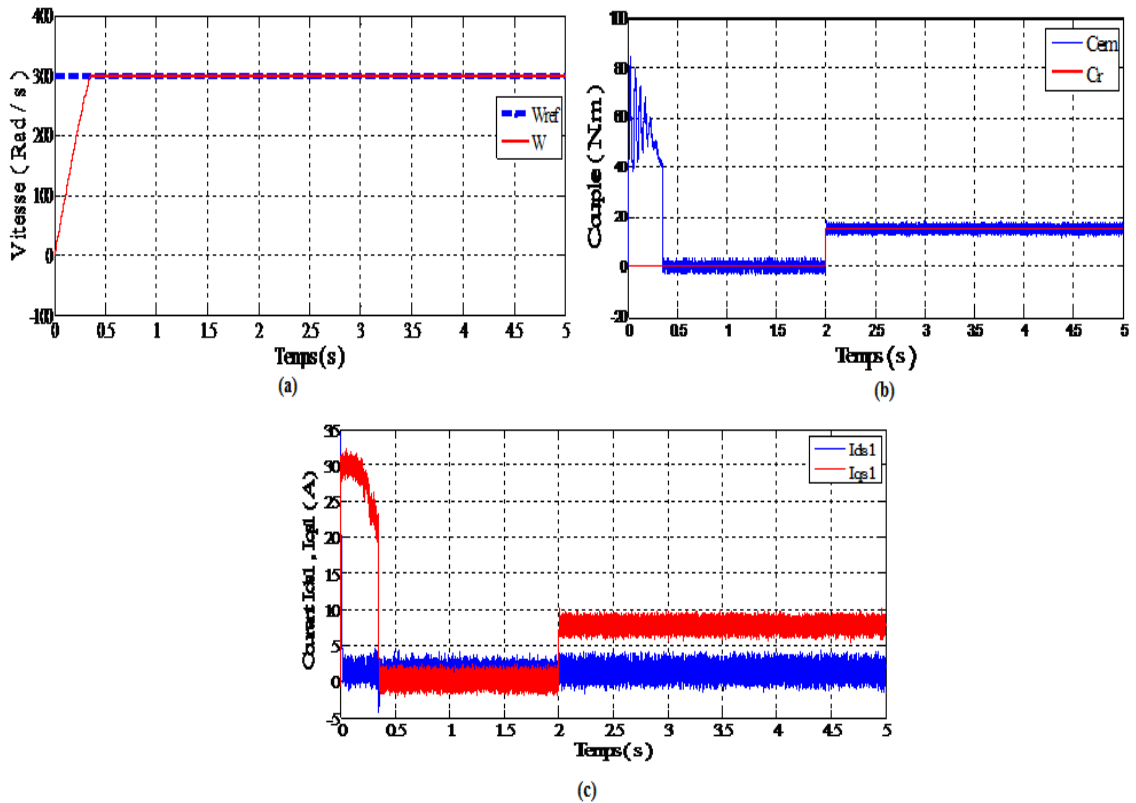 Vitesse (Rad/s)
400
300
200
100
0
-100
0 0.5 1 1.5 2 2.5 3 3.5 4 4.5 5
Temps(s)
Wref
W
(a)
Couple (Nm)
100
80
60
40
20
0
-20
0 0.5 1 1.5 2 2.5 3 3.5 4 4.5 5
Temps(s)
Cem
Cr
(b)
Courant Ids1, Iqs1 (A)
35
30
25
20
15
10
5
0
-5
0 0.5 1 1.5 2 2.5 3 3.5 4 4.5 5
Temps(s)
Ids1
Iqs1
(c)